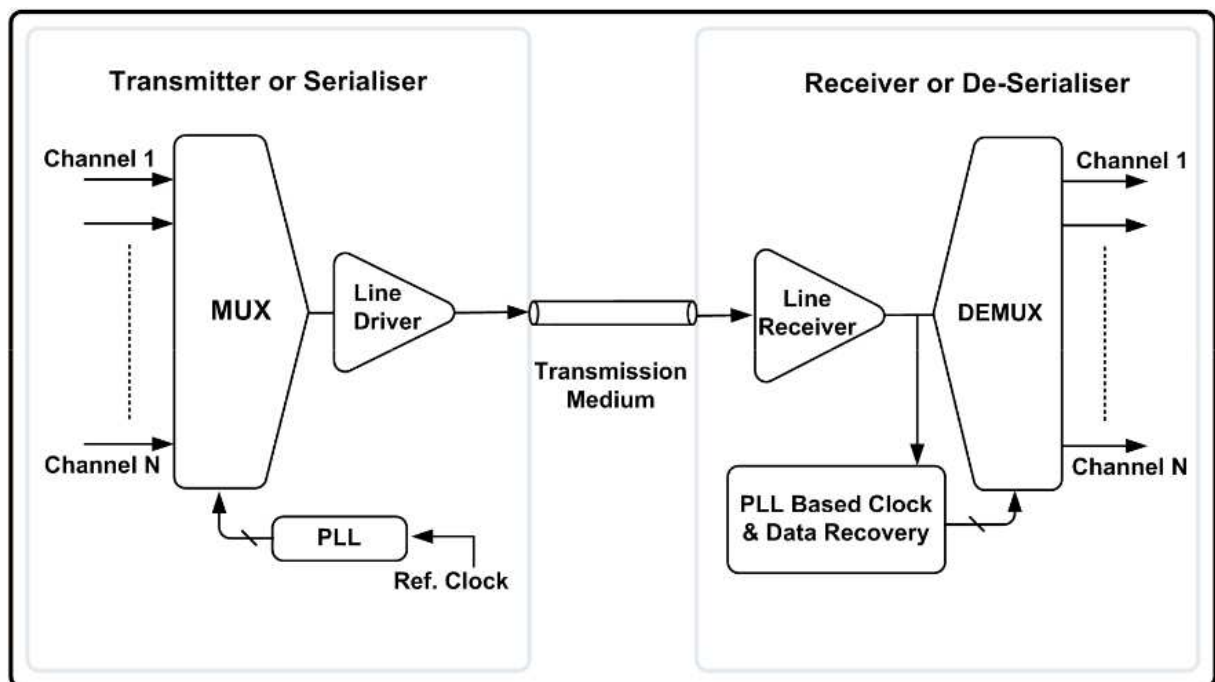 Transmitter or Serialiser
Receiver or De-Serialiser
Channel 1
MUX
Line
Driver
Channel N
PLL
Ref. Clock
Transmission
Medium
Line
Receiver
DEMUX
Channel 1
Channel N
PLL Based Clock
& Data Recovery